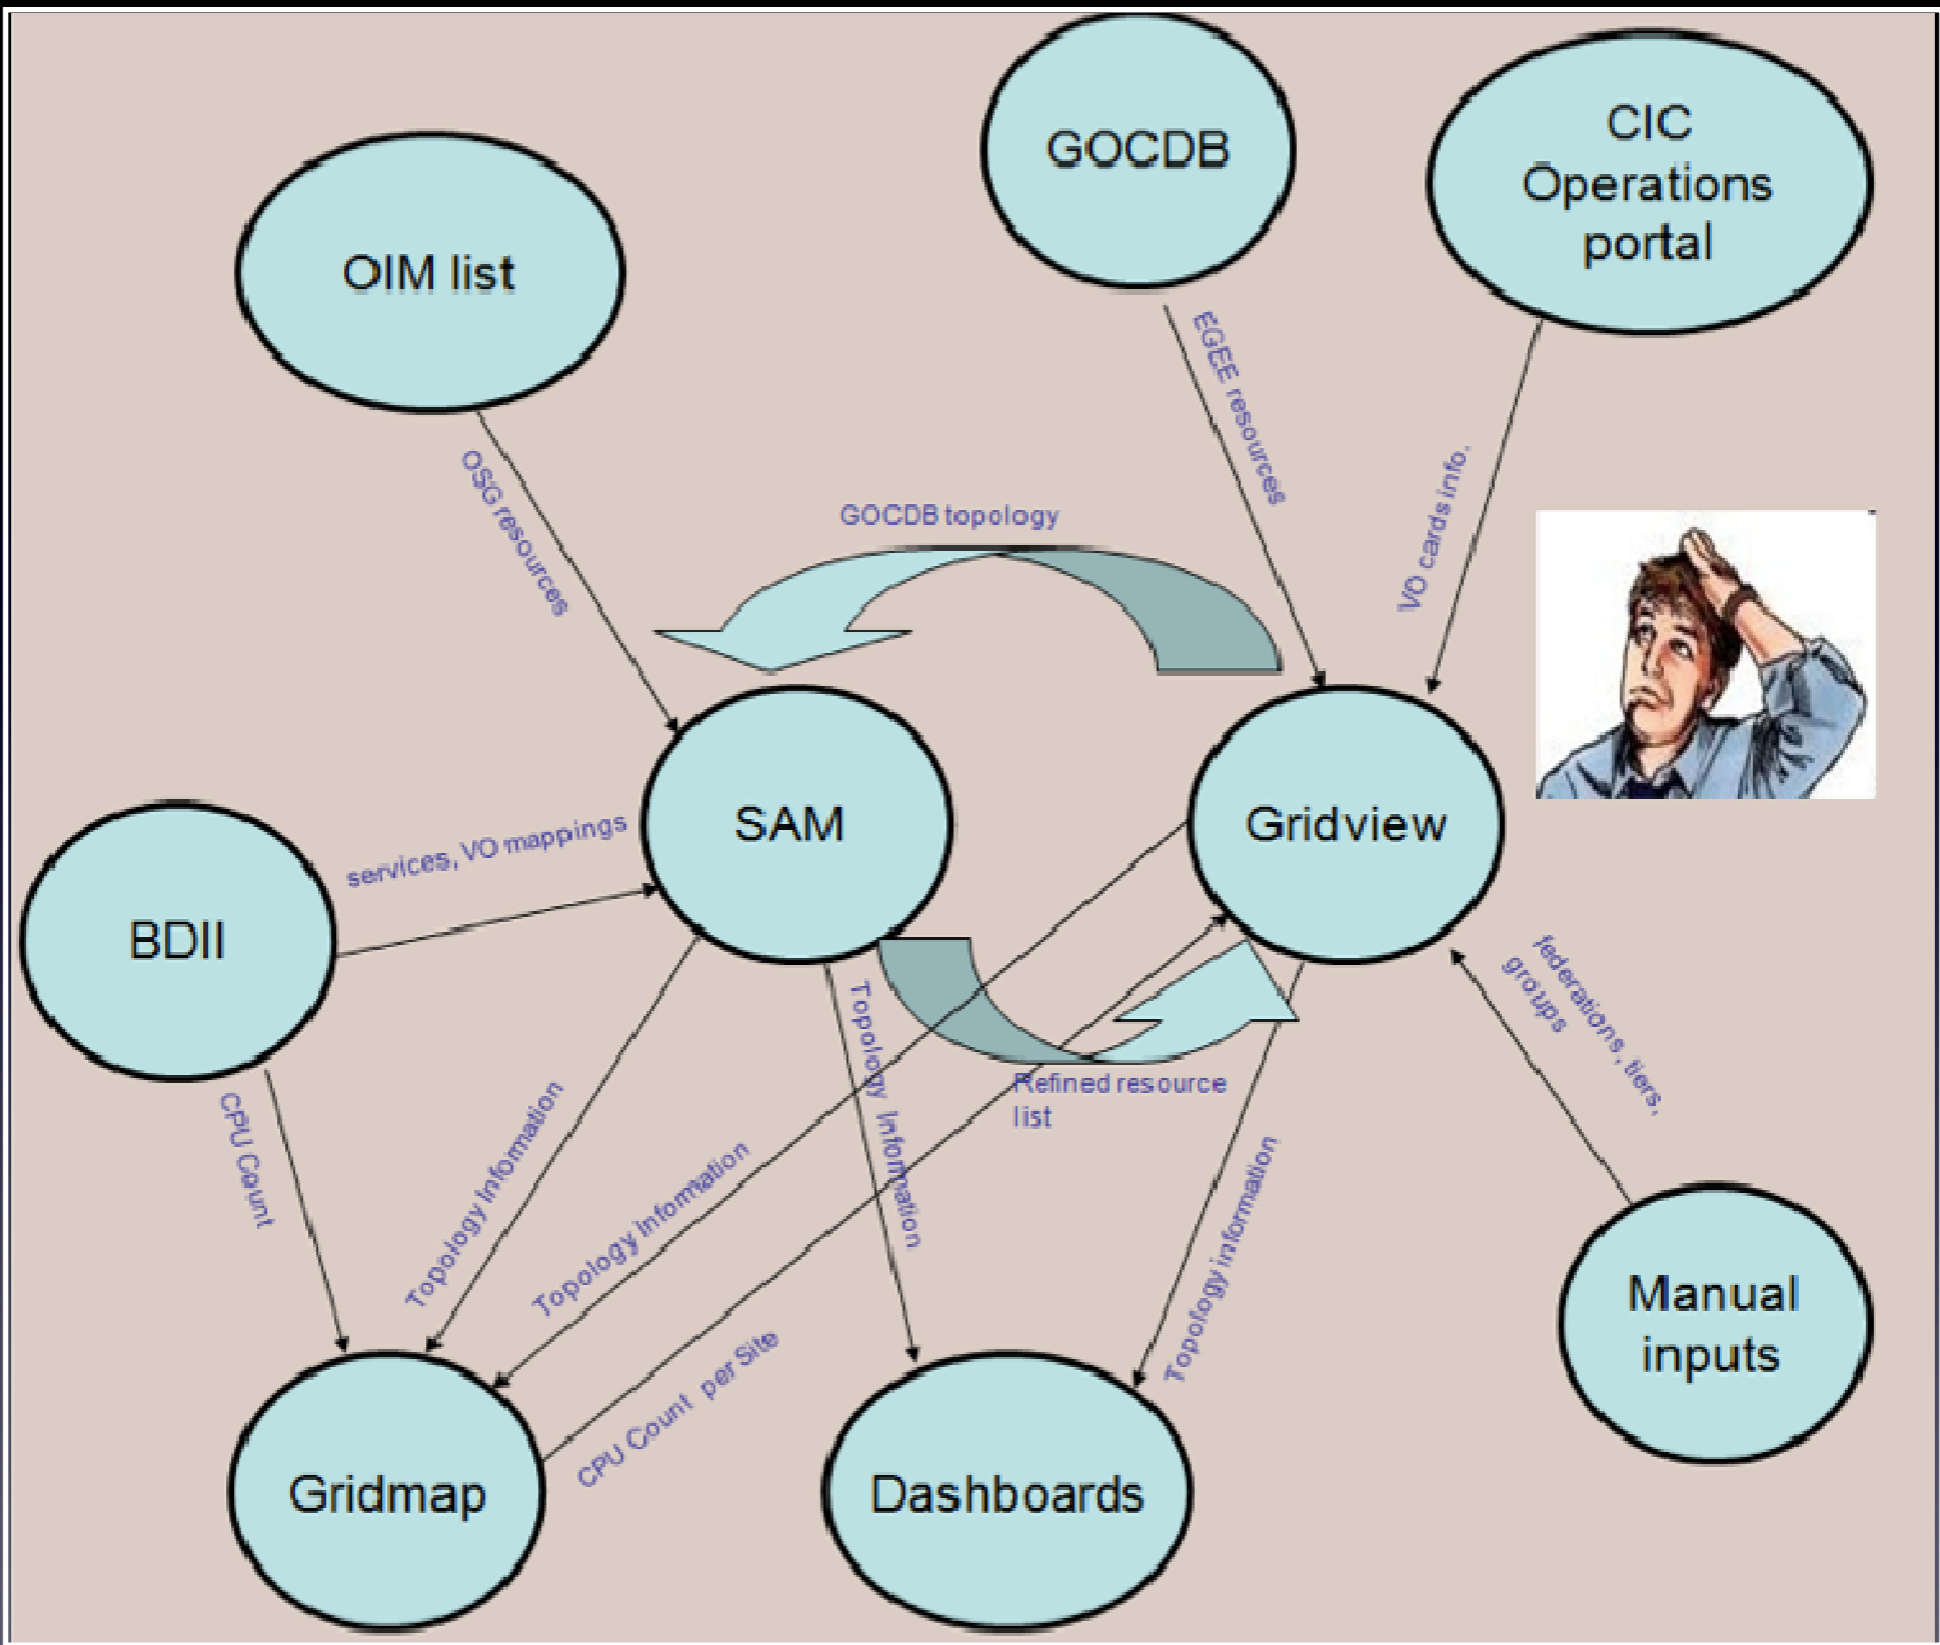 GOCDB
CIC
Operations
portal
OIM list
EGEE resources
OSG resources
VO cards info.
GOCDB topology
SAM
Gridview
services, VO mappings
BDII
federations, tiers,
groups
Topology Information
Refined resource
list
CPU Count
Topology Information
Topology Information
Topology information
CPU Count per Site
Manual
inputs
Gridmap
Dashboards